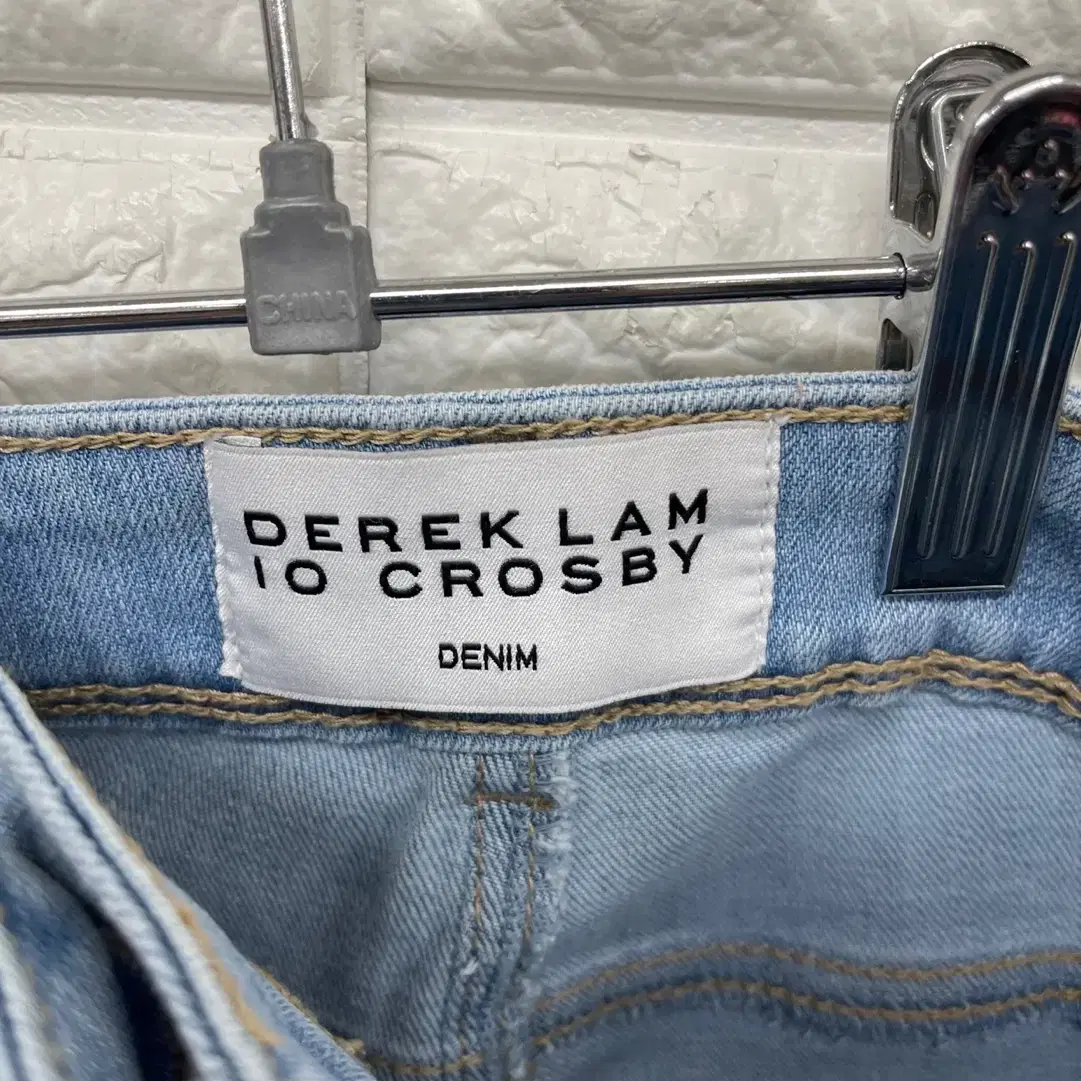 CHINA
DEREK LAM
10 CROSBY
DENIM